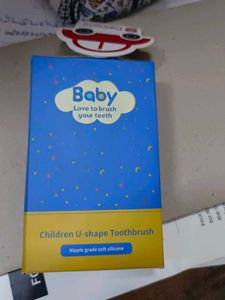 Baby
Love to brush
your teeth
Children U-shape Toothbrush
Nipple grade soft silicone